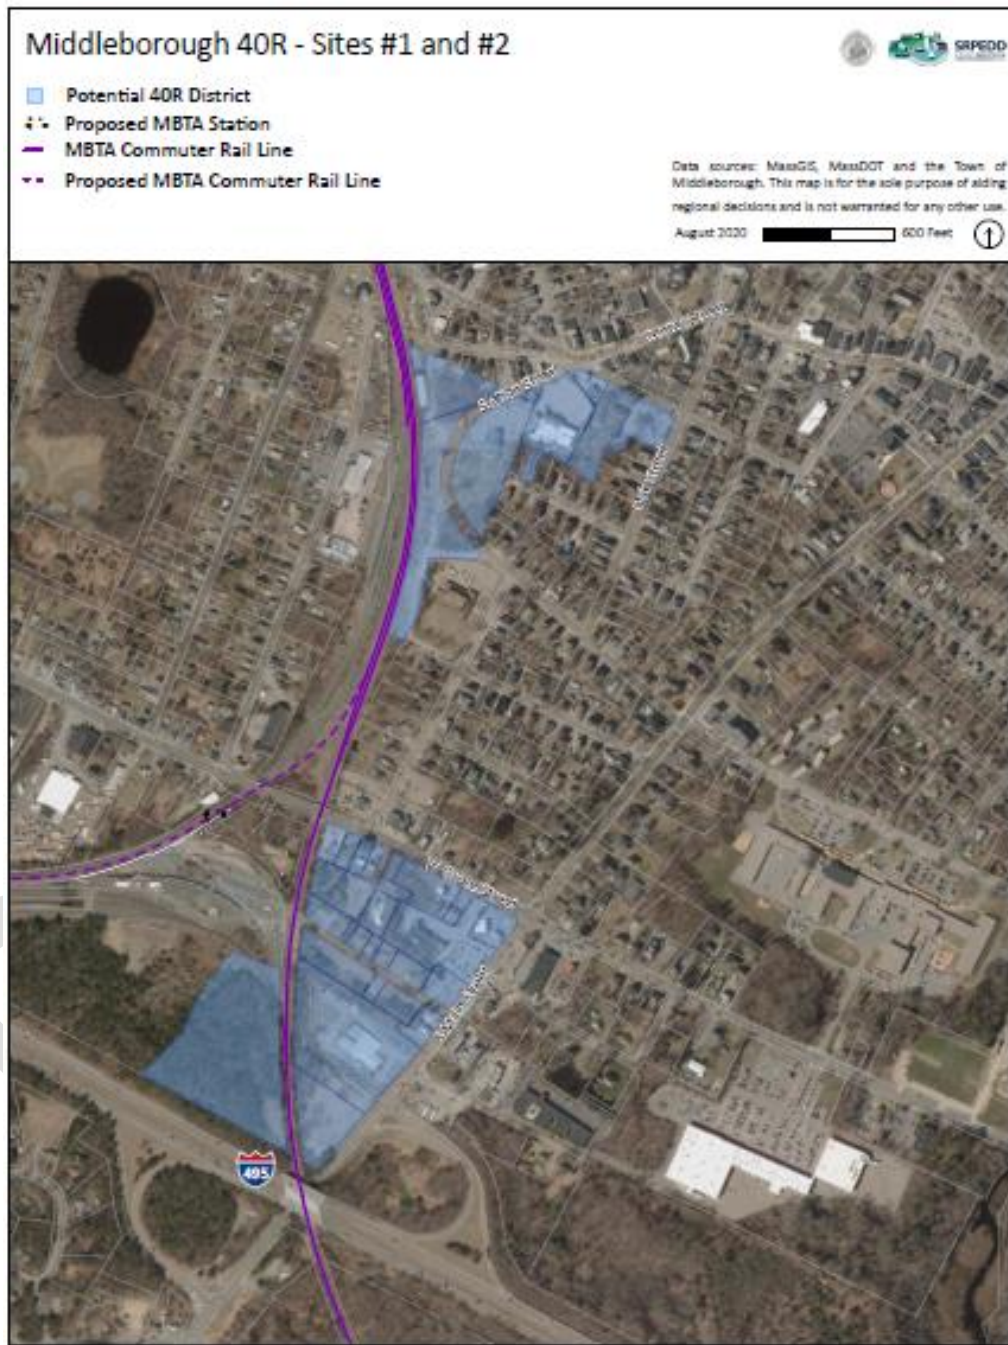 Middleborough 40R - Sites #1 and #2
SRPEDD
Potential 40R District
Proposed MBTA Station
MBTA Commuter Rail Line
Proposed MBTA Commuter Rail Line
Data sources: MassGIS, MassDOT and the Town of
Middleborough. This map is for the sole purpose of aiding
regional decisions and is not warranted for any other use.
August 2020
600 Feet
495